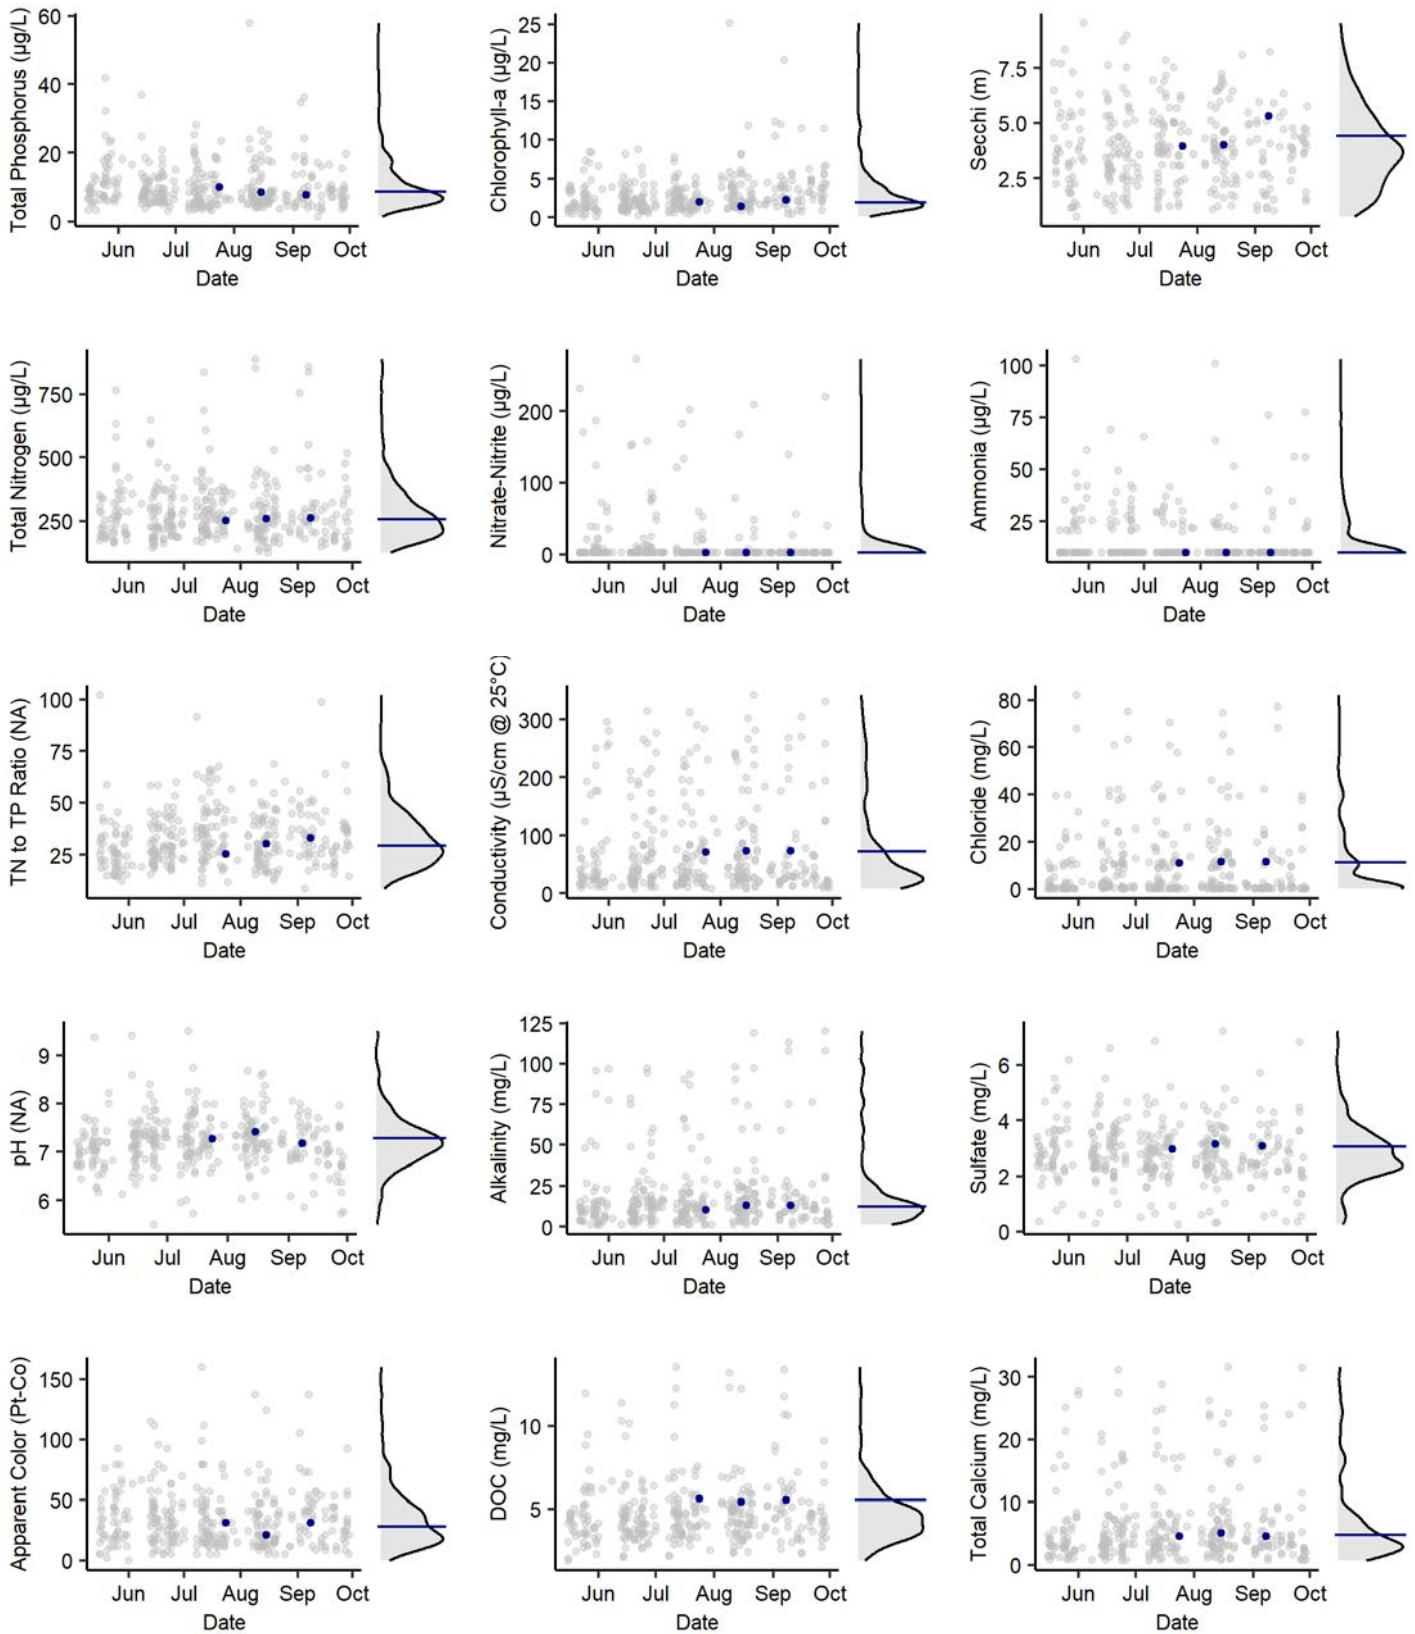 Total Phosphorus (µg/L)
60
40
20
0
Jun Jul Aug Sep Oct
Date
Chlorophyll-a (µg/L)
25
20
15
10
5
0
Jun Jul Aug Sep Oct
Date
Secchi (m)
7.5
5.0
2.5
Jun Jul Aug Sep Oct
Date
Total Nitrogen (µg/L)
750
500
250
Jun Jul Aug Sep Oct
Date
Nitrate-Nitrite (µg/L)
200
100
0
Jun Jul Aug Sep Oct
Date
Ammonia (µg/L)
100
75
50
25
Jun Jul Aug Sep Oct
Date
TN to TP Ratio (NA)
100
75
50
25
Jun Jul Aug Sep Oct
Date
Conductivity (µS/cm @ 25°C)
300
200
100
0
Jun Jul Aug Sep Oct
Date
Chloride (mg/L)
80
60
40
20
0
Jun Jul Aug Sep Oct
Date
pH (NA)
9
8
7
6
Jun Jul Aug Sep Oct
Date
Alkalinity (mg/L)
125
100
75
50
25
0
Jun Jul Aug Sep Oct
Date
Sulfate (mg/L)
6
4
2
0
Jun Jul Aug Sep Oct
Date
Apparent Color (Pt-Co)
150
100
50
0
Jun Jul Aug Sep Oct
Date
DOC (mg/L)
10
5
Jun Jul Aug Sep Oct
Date
Total Calcium (mg/L)
30
20
10
0
Jun Jul Aug Sep Oct
Date